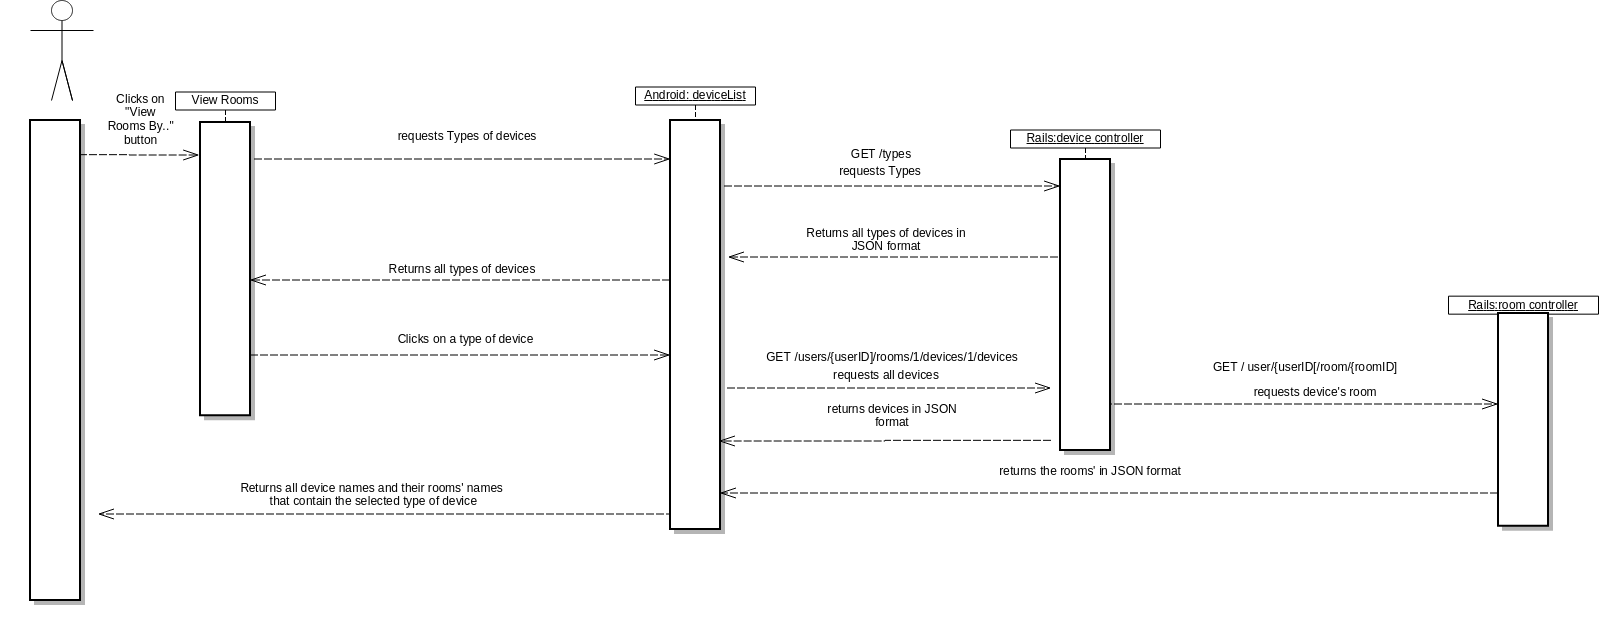 Clicks on
"View
Rooms By.."
button
View Rooms
Android: deviceList
Rails:device controller
Rails:room controller
requests Types of devices
GET /types
requests Types
Returns all types of devices in
JSON format
Returns all types of devices
Clicks on a type of device
GET /users/{userID]/rooms/1/devices/1/devices
requests all devices
GET / user/{userID[/room/{roomID]
requests device's room
returns devices in JSON
format
returns the rooms' in JSON format
Returns all device names and their rooms' names
that contain the selected type of device